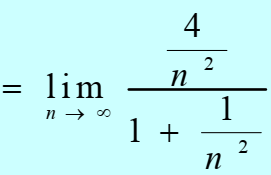 = lim n → ∞ (4 / n²) / (1 + 1 / n²)